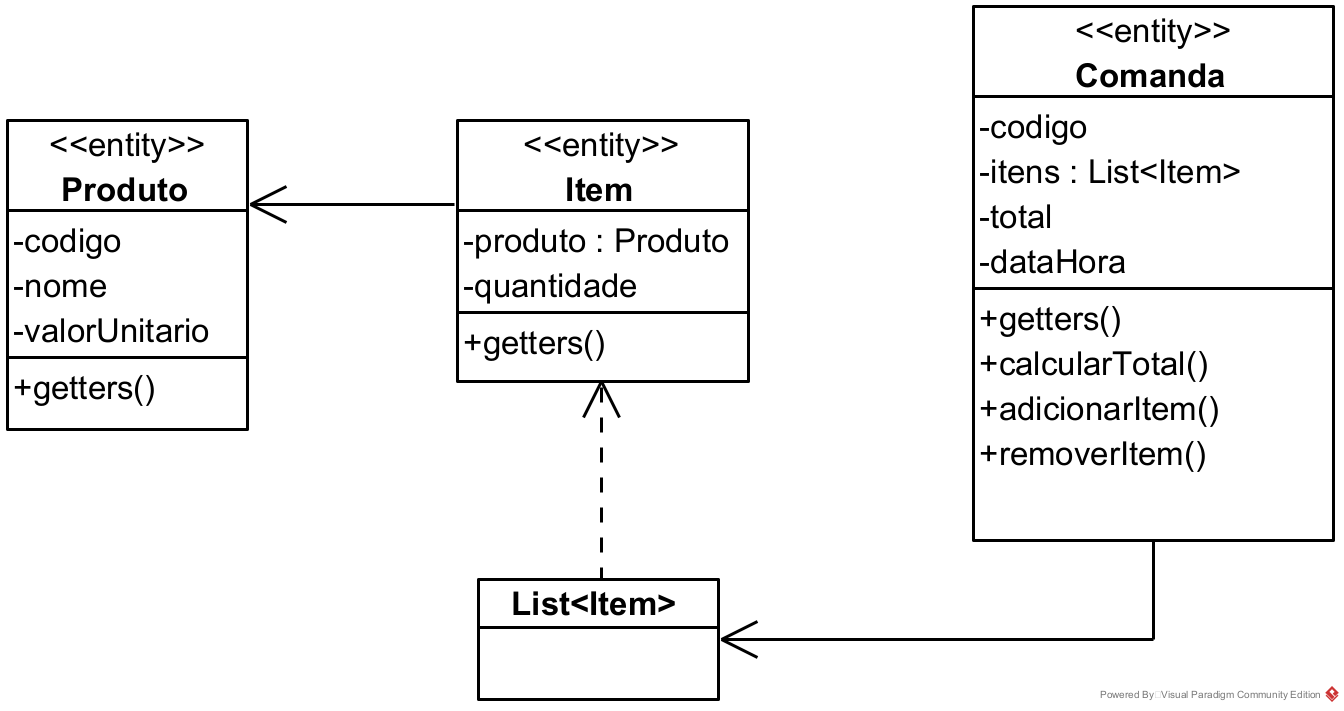 <<entity>>
Produto
-codigo
-nome
-valorUnitario
+getters()
<<entity>>
Item
-produto : Produto
-quantidade
+getters()
List<Item>
<<entity>>
Comanda
-codigo
-itens : List<Item>
-total
-dataHora
+getters()
+calcularTotal()
+adicionarItem()
+removerItem()
Powered By Visual Paradigm Community Edition